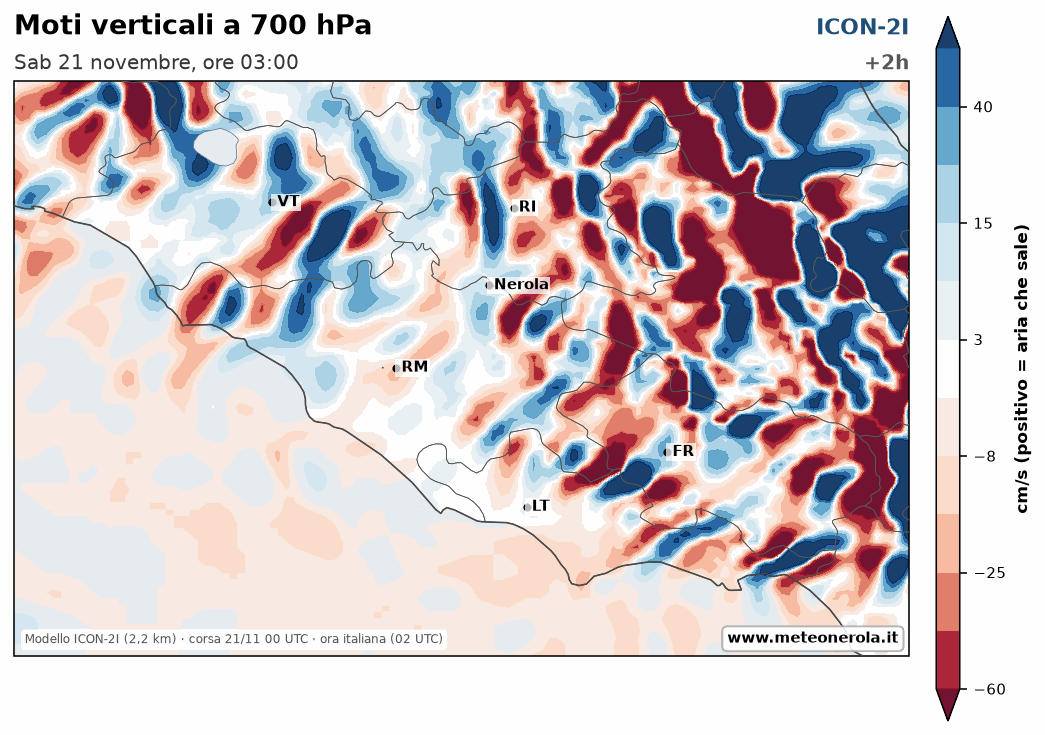 Moti verticali a 700 hPa
ICON-2I
Sab 21 novembre, ore 03:00
+2h
VT
RI
Nerola
RM
FR
LT
40
15
3
−8
−25
−60
cm/s (positivo = aria che sale)
Modello ICON-2I (2,2 km) · corsa 21/11 00 UTC · ora italiana (02 UTC)
www.meteonerola.it